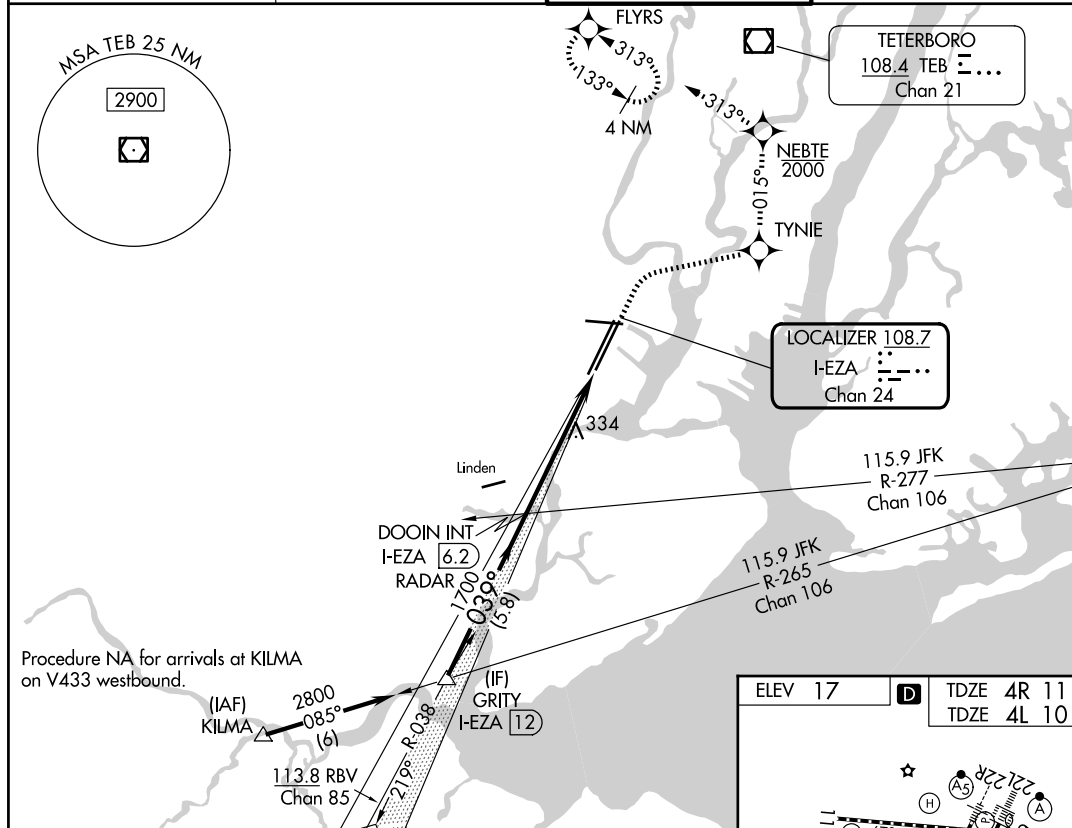 MSA TEB 25 NM
2900
FLYRS
313°
133°
4 NM
TETERBORO
108.4 TEB
Chan 21
313°
NEBTE
2000
015°
TYNIE
LOCALIZER 108.7
I-EZA
Chan 24
334
Linden
115.9 JFK
R-277
Chan 106
DOOIN INT
I-EZA 6.2
RADAR
1700
039°
(5.8)
115.9 JFK
R-265
Chan 106
Procedure NA for arrivals at KILMA
on V433 westbound.
(IAF)
KILMA
2800
085°
(6)
(IF)
GRITY
I-EZA 12
R-038
219°
113.8 RBV
Chan 85
ELEV 17
D
TDZE 4R 11
TDZE 4L 10
H
A5
22R
22L
A
P
11